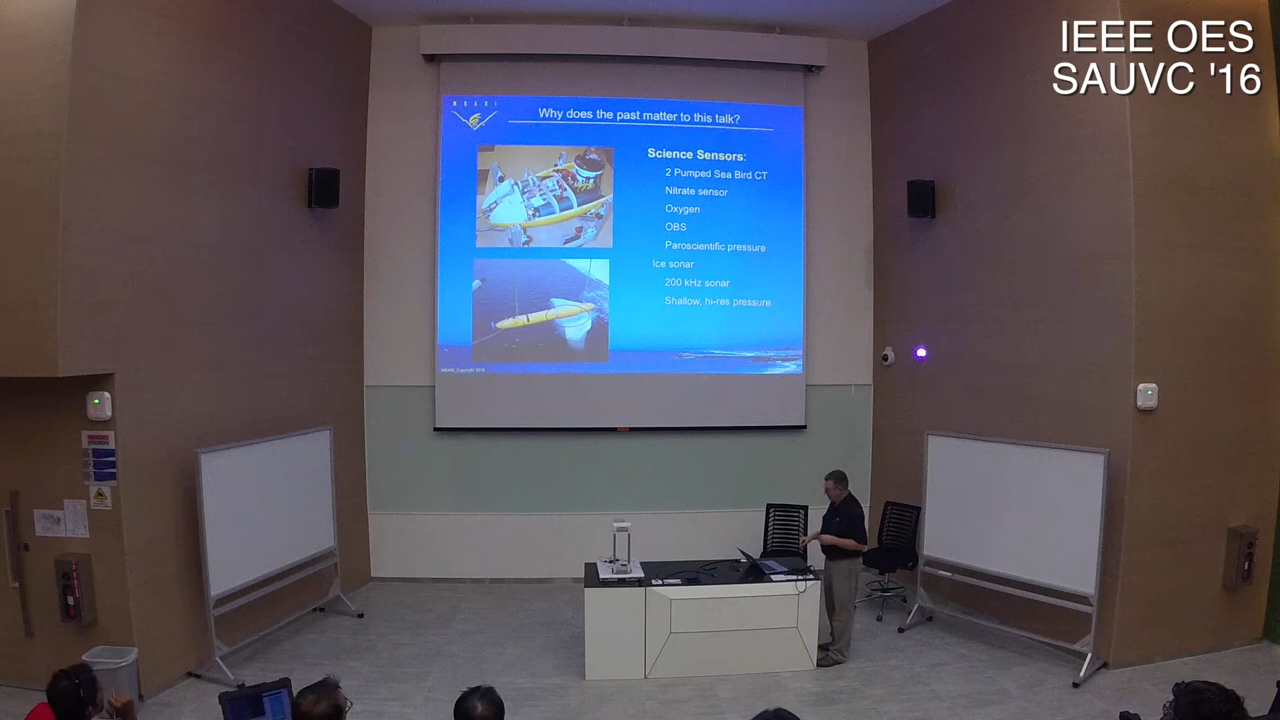 IEEE OES
SAUVC '16
MBARI
Why does the past matter to this talk?
Science Sensors:
2 Pumped Sea Bird CT
Nitrate sensor
Oxygen
OBS
Paroscientific pressure
Ice sonar
200 kHz sonar
Shallow, hi-res pressure